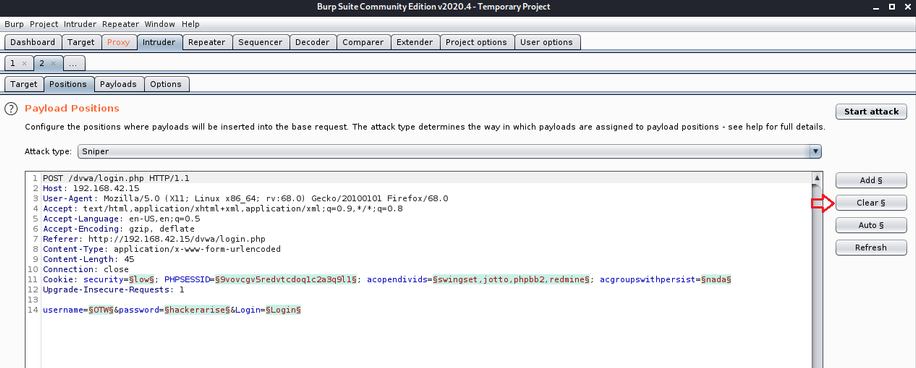 Burp Suite Community Edition v2020.4 - Temporary Project
Burp Project Intruder Repeater Window Help
Dashboard Target Proxy Intruder Repeater Sequencer Decoder Comparer Extender Project options User options
1 × 2 × ...
Target Positions Payloads Options
? Payload Positions
Start attack
Configure the positions where payloads will be inserted into the base request. The attack type determines the way in which payloads are assigned to payload positions - see help for full details.
Attack type: Sniper
1 POST /dvwa/login.php HTTP/1.1
2 Host: 192.168.42.15
3 User-Agent: Mozilla/5.0 (X11; Linux x86_64; rv:68.0) Gecko/20100101 Firefox/68.0
4 Accept: text/html,application/xhtml+xml,application/xml;q=0.9,*/*;q=0.8
5 Accept-Language: en-US,en;q=0.5
6 Accept-Encoding: gzip, deflate
7 Referer: http://192.168.42.15/dvwa/login.php
8 Content-Type: application/x-www-form-urlencoded
9 Content-Length: 45
10 Connection: close
11 Cookie: security=§low§; PHPSESSID=§9vovcgv5redvtcdoq1c2a3q9l1§; acopendivids=§swingset,jotto,phpbb2,redmine§; acgroupswithpersist=§nada§
12 Upgrade-Insecure-Requests: 1
13
14 username=§OTW§&password=§hackerarise§&Login=§Login§
Add §
Clear §
Auto §
Refresh